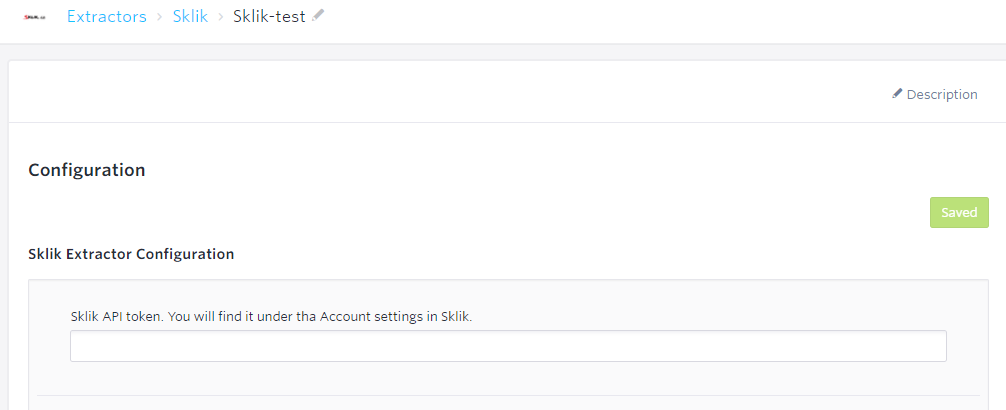 Extractors › Sklik › Sklik-test
Description
Configuration
Saved
Sklik Extractor Configuration
Sklik API token. You will find it under tha Account settings in Sklik.